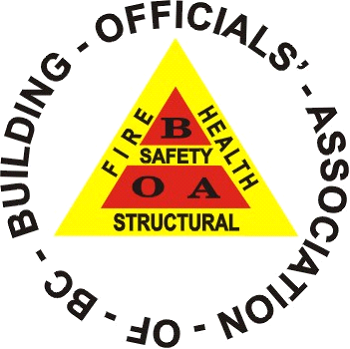 BUILDING - OFFICIALS' - ASSOCIATION - OF - BC -
FIRE
HEALTH
B
SAFETY
O A
STRUCTURAL